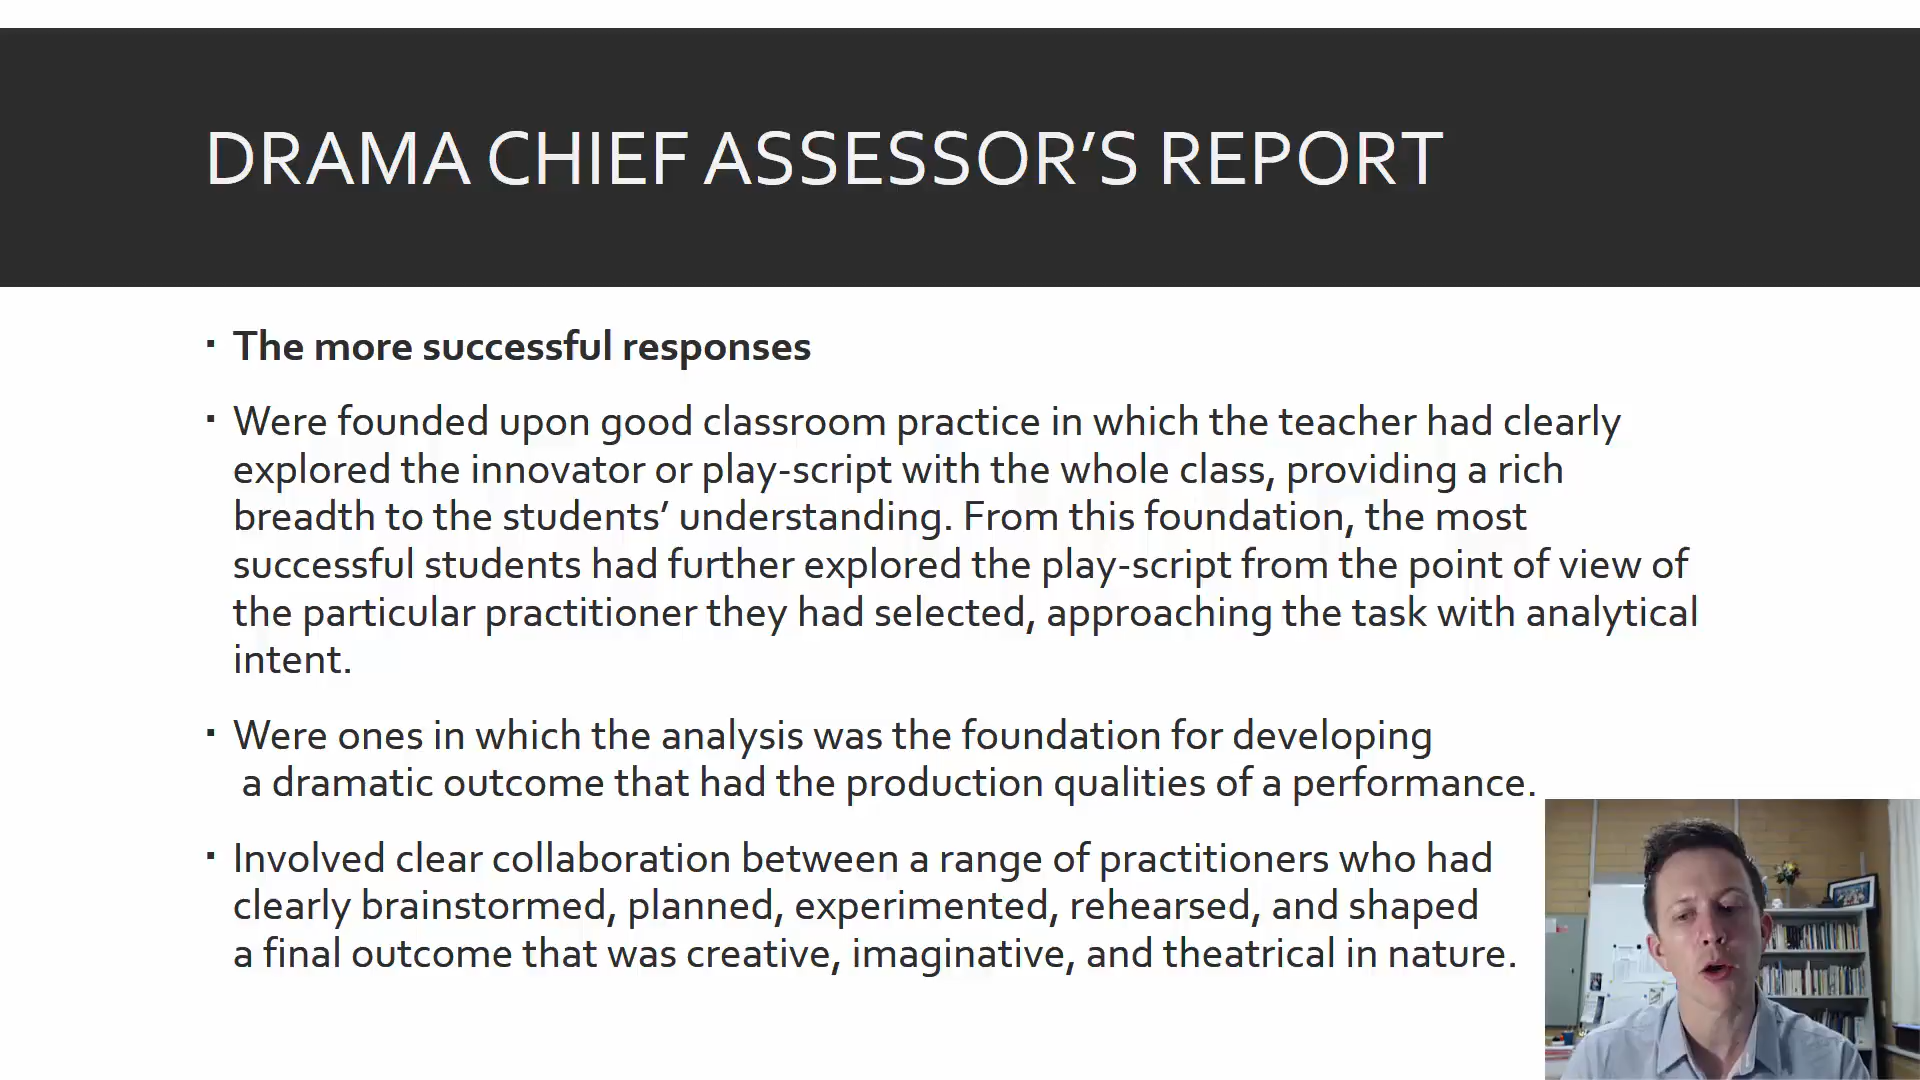 DRAMA CHIEF ASSESSOR’S REPORT
▪ The more successful responses
▪ Were founded upon good classroom practice in which the teacher had clearly
explored the innovator or play-script with the whole class, providing a rich
breadth to the students’ understanding. From this foundation, the most
successful students had further explored the play-script from the point of view of
the particular practitioner they had selected, approaching the task with analytical
intent.
▪ Were ones in which the analysis was the foundation for developing
a dramatic outcome that had the production qualities of a performance.
▪ Involved clear collaboration between a range of practitioners who had
clearly brainstormed, planned, experimented, rehearsed, and shaped
a final outcome that was creative, imaginative, and theatrical in nature.